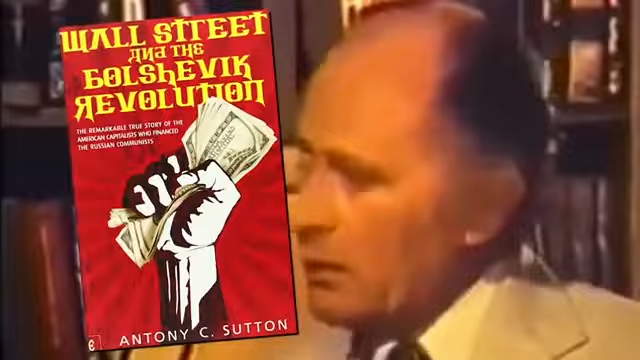 WALL STREET
AND THE
BOLSHEVIK
REVOLUTION
THE REMARKABLE TRUE STORY OF THE
AMERICAN CAPITALISTS WHO FINANCED
THE RUSSIAN COMMUNISTS
ANTONY C. SUTTON